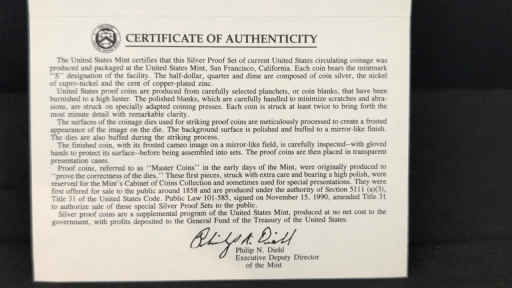 CERTIFICATE OF AUTHENTICITY
The United States Mint certifies that this Silver Proof Set of current United States circulating coinage was
produced and packaged at the United States Mint, San Francisco, California. Each coin bears the mintmark
"S" designation of the facility. The half-dollar, quarter and dime are composed of coin silver, the nickel
of cupro-nickel and the cent of copper-plated zinc.
United States proof coins are produced from carefully selected planchets, or coin blanks, that have been
burnished to a high luster. The polished blanks, which are carefully handled to minimize scratches and abra-
sions, are struck on specially adapted coining presses. Each coin is struck at least twice to bring forth the
most minute detail with remarkable clarity.
The surfaces of the coinage dies used for striking proof coins are meticulously processed to create a frosted
appearance of the image on the die. The background surface is polished and buffed to a mirror-like finish.
The dies are also buffed during the striking process.
The finished coin, with its frosted cameo image on a mirror-like field, is carefully inspected—with gloved
hands to protect its surface—before being assembled into sets. The proof coins are then placed in transparent
presentation cases.
Proof coins, referred to as "Master Coins" in the early days of the Mint, were originally produced to
"prove the correctness of the dies." These first pieces, struck with extra care and bearing a high polish, were
reserved for the Mint's Cabinet of Coins Collection and sometimes used for special presentations. They were
first offered for sale to the public around 1858 and are produced under the authority of Section 5111 (a)(3),
Title 31 of the United States Code. Public Law 101-585, signed on November 15, 1990, amended Title 31
to authorize sale of these special Silver Proof Sets to the public.
Silver proof coins are a supplemental program of the United States Mint, produced at no net cost to the
government, with profits deposited to the General Fund of the Treasury of the United States.
Philip N. Diehl
Philip N. Diehl
Executive Deputy Director
of the Mint